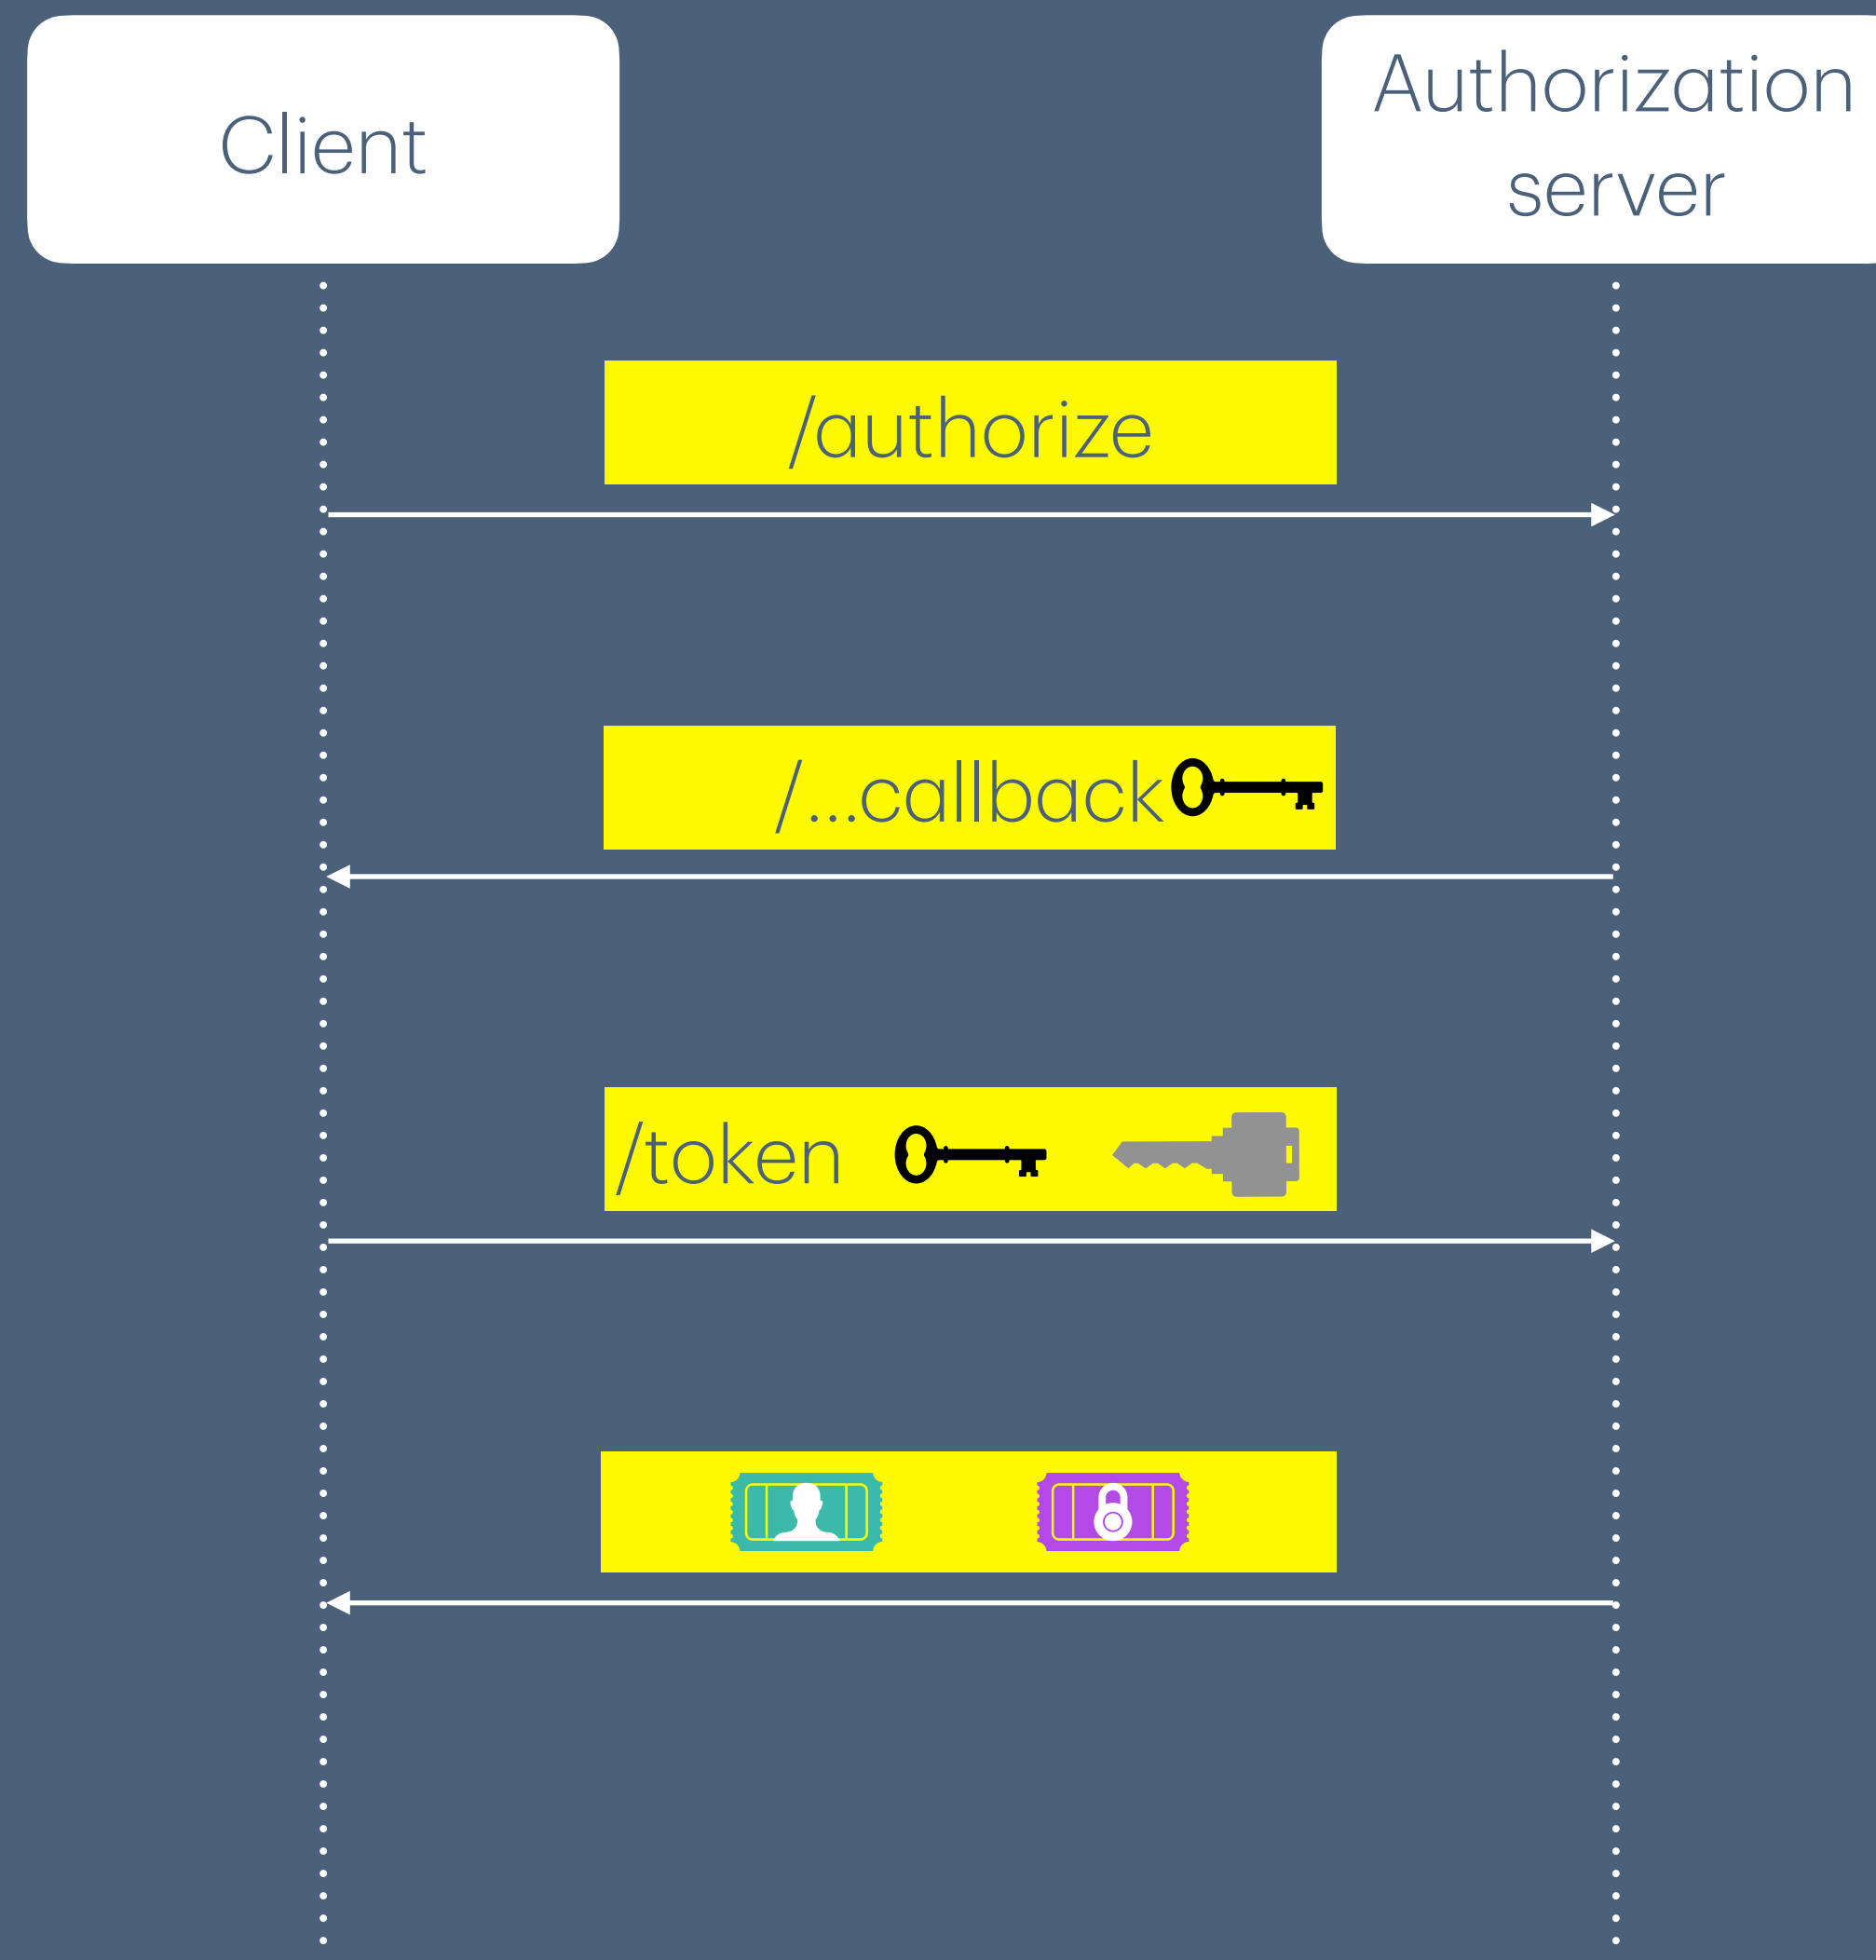 Client
Authorization
server
/authorize
/...callback
/token